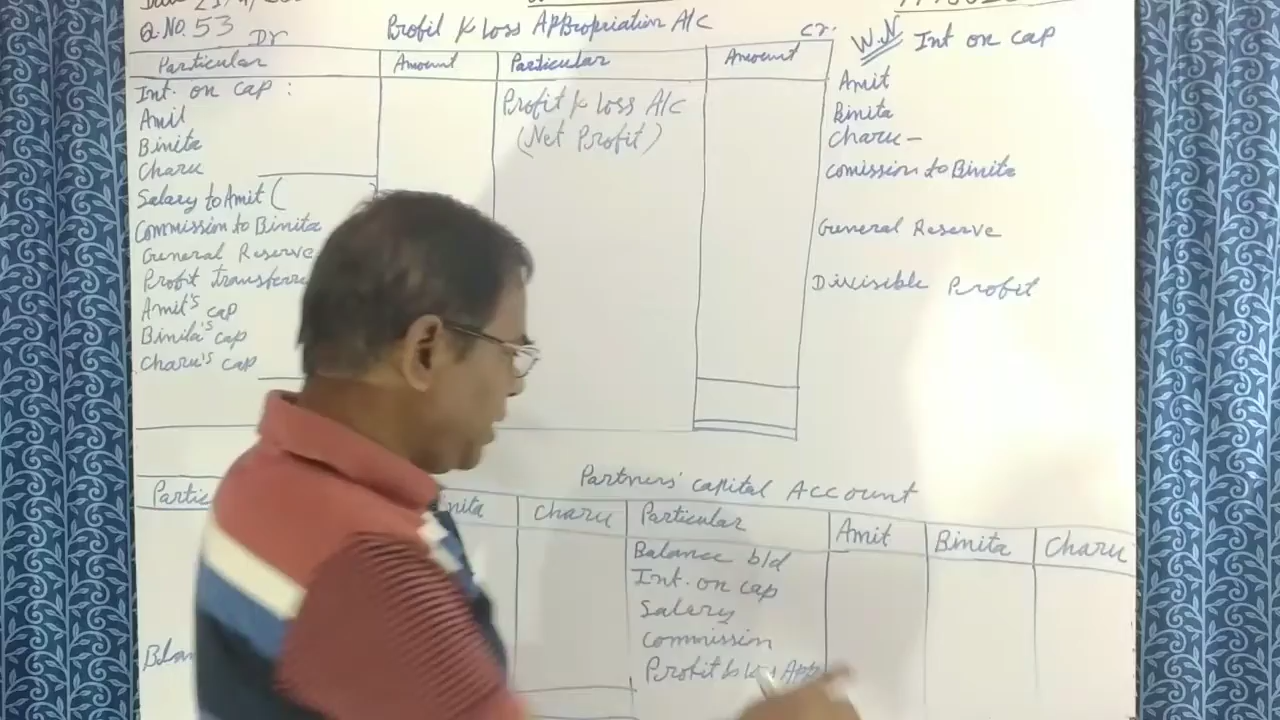 Q.No. 53
Dr
Profit & Loss Appropriation A/c
Cr.
Particular
Amount
Particular
Amount
Int. on cap :
Amit
Binita
Charu
Salary to Amit (
Commission to Binita
General Reserve
Profit transferre
Amit's cap
Binita's cap
Charu's cap
Profit & Loss A/c
(Net Profit)
W.N
Int on cap
Amit
Binita
Charu -
comission to Binita
General Reserve
Divisible Profit
Partners' capital Account
Partic
nita
Charu
Particular
Amit
Binita
Charu
Balance b/d
Int. on cap
Salary
Commission
Profit & Loss App
Balan